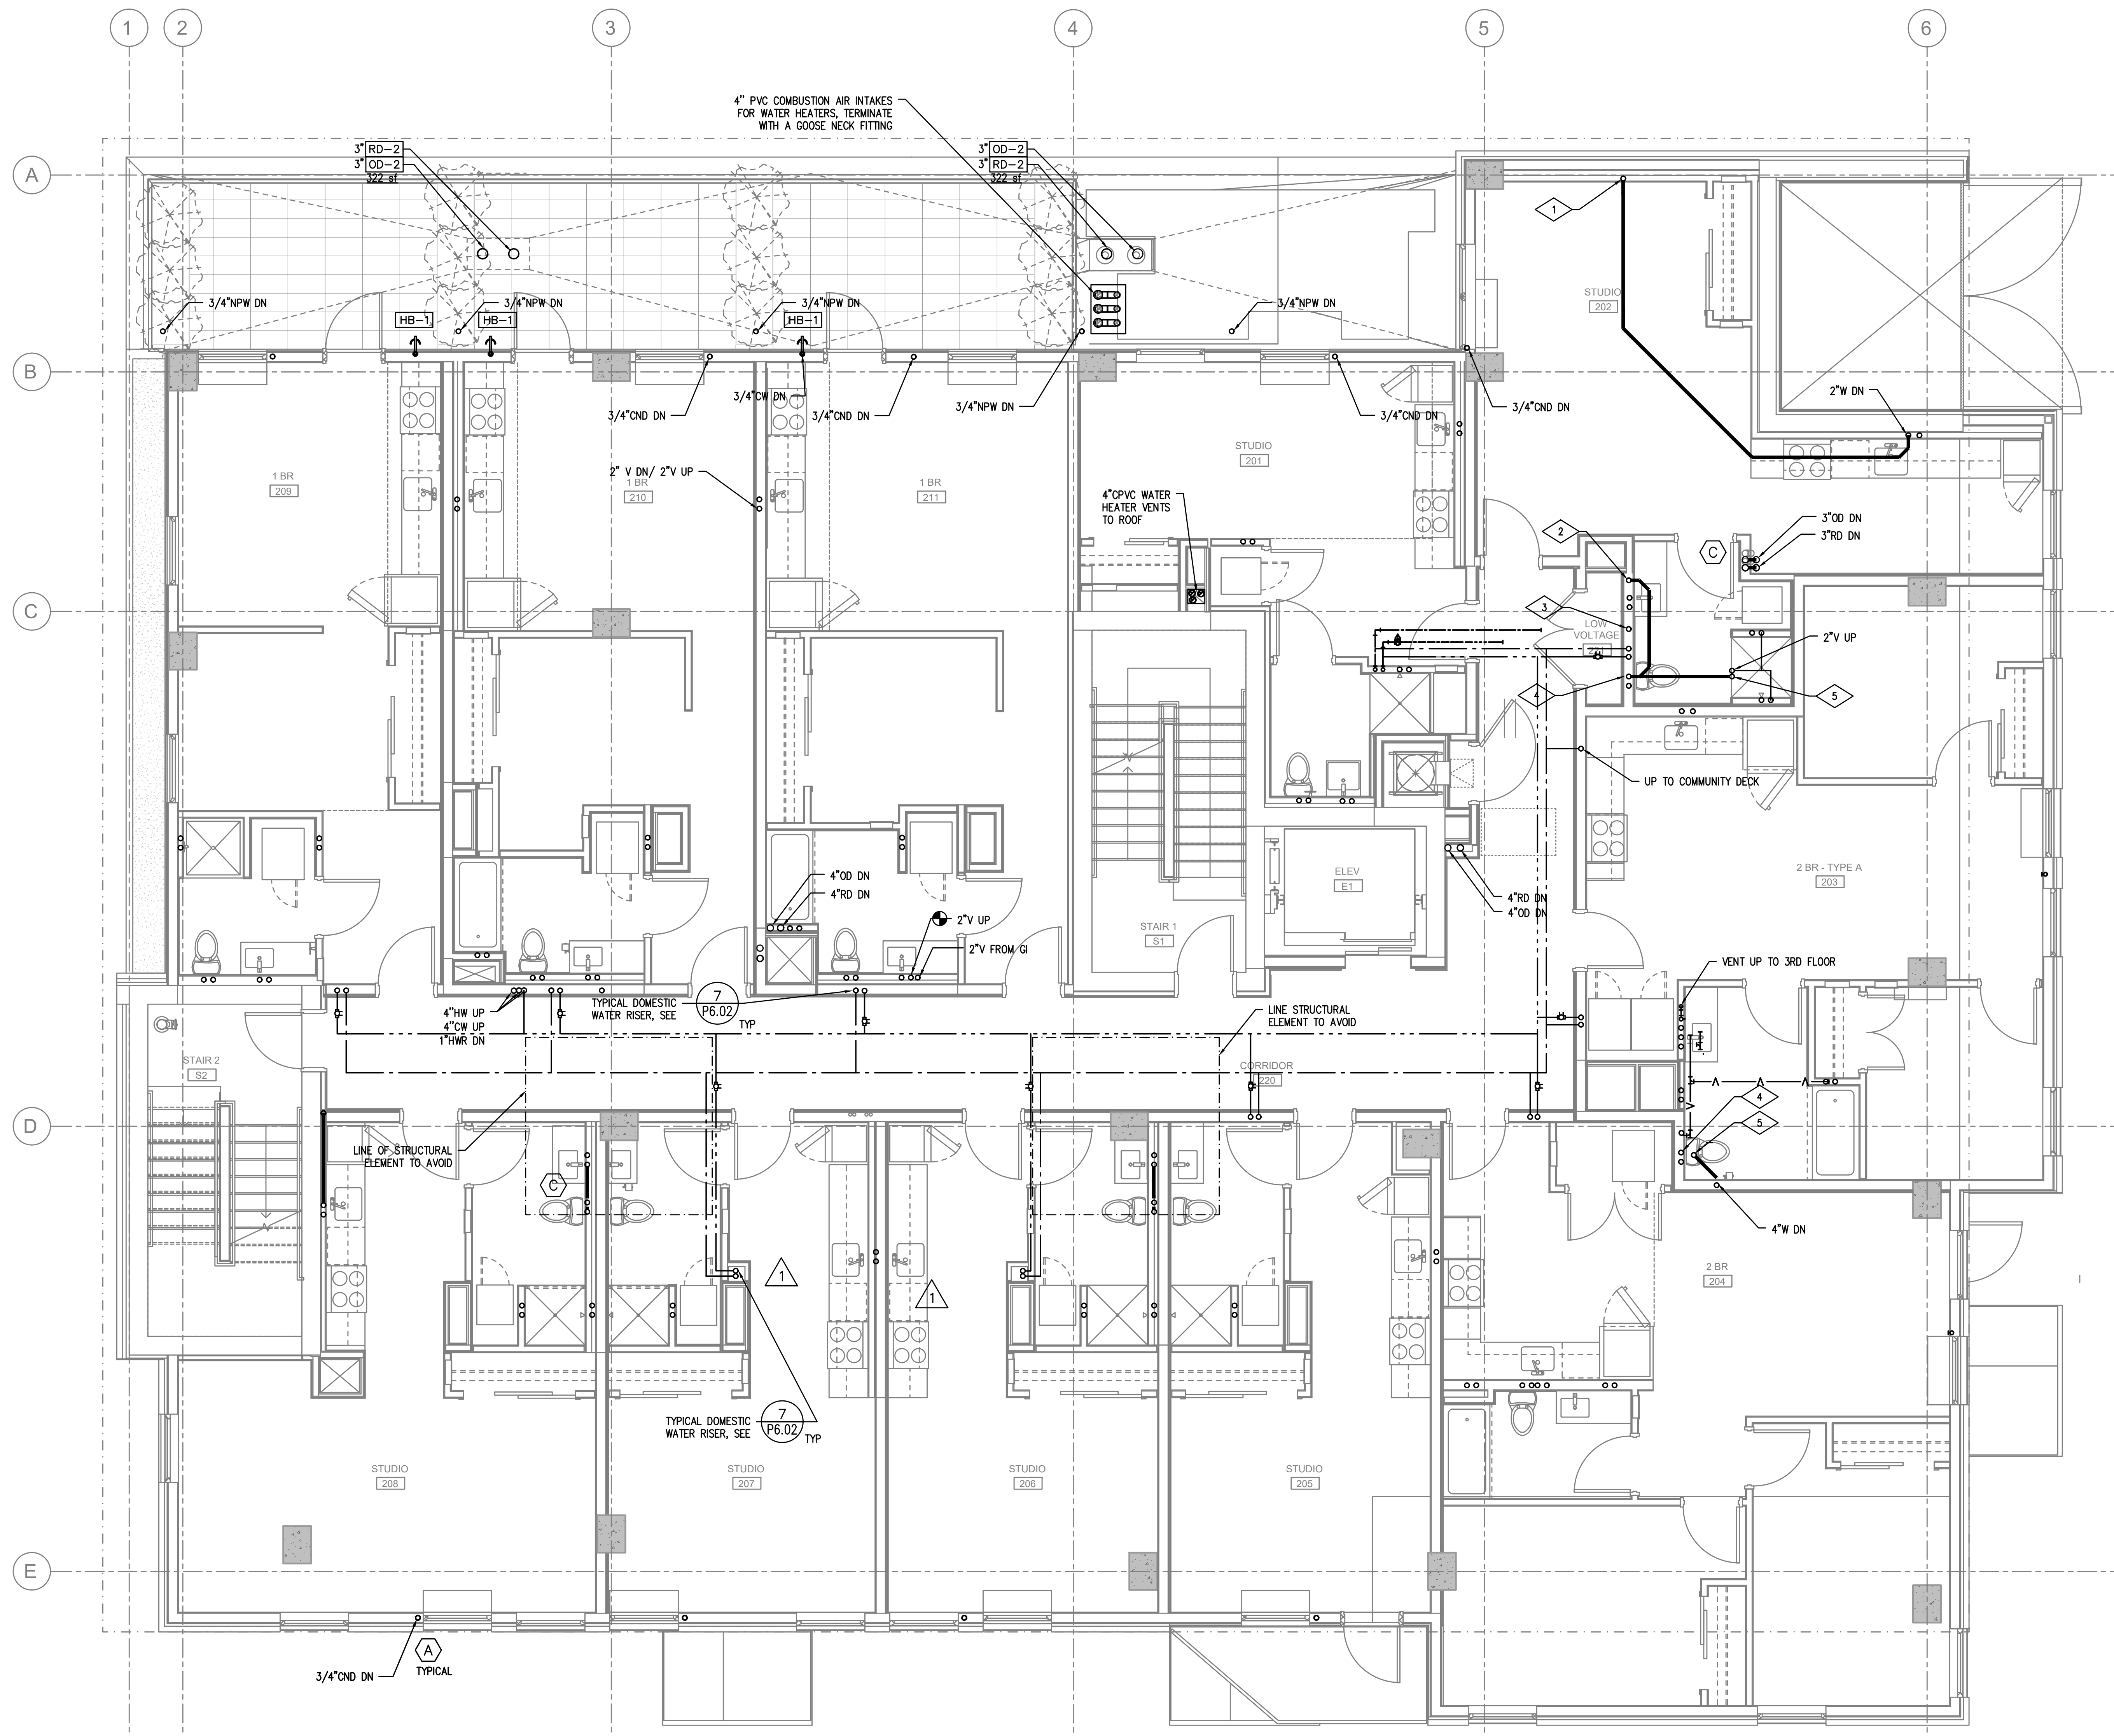 1
2
3
4
5
6
4" PVC COMBUSTION AIR INTAKES
FOR WATER HEATERS, TERMINATE
WITH A GOOSE NECK FITTING
3" RD-2
3" OD-2
322 sf
3" OD-2
3" RD-2
322 sf
A
1
STUDIO
202
3/4"NPW DN
3/4"NPW DN
3/4"NPW DN
3/4"NPW DN
HB-1
HB-1
HB-1
B
3/4"CW DN
3/4"CND DN
3/4"CND DN
3/4"NPW DN
3/4"CND DN
3/4"CND DN
2"W DN
STUDIO
201
1 BR
209
2" V DN/ 2"V UP
1 BR
210
1 BR
211
4"CPVC WATER
HEATER VENTS
TO ROOF
2
3"OD DN
3"RD DN
C
C
3
LOW
VOLTAGE
2"V UP
4
5
UP TO COMMUNITY DECK
2 BR - TYPE A
203
ELEV
E1
4"OD DN
4"RD DN
4"RD DN
4"OD DN
2"V UP
2"V FROM GI
STAIR 1
S1
VENT UP TO 3RD FLOOR
4"HW UP
4"CW UP
1"HWR DN
TYPICAL DOMESTIC
WATER RISER, SEE
7
P6.02
TYP
LINE STRUCTURAL
ELEMENT TO AVOID
STAIR 2
S2
CORRIDOR
220
4
5
D
LINE OF STRUCTURAL
ELEMENT TO AVOID
C
4"W DN
1
1
2 BR
204
TYPICAL DOMESTIC
WATER RISER, SEE
7
P6.02
TYP
STUDIO
208
STUDIO
207
STUDIO
206
STUDIO
205
E
3/4"CND DN
A
TYPICAL